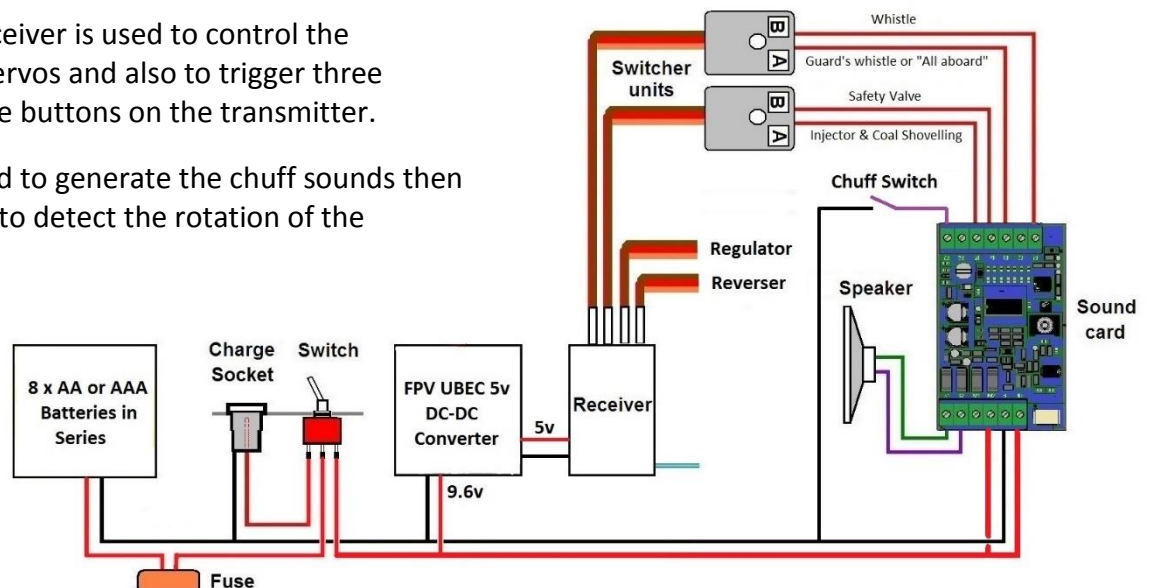 ceiver is used to control the
ervos and also to trigger three
e buttons on the transmitter.
d to generate the chuff sounds then
to detect the rotation of the
Switcher
units
B
A
Whistle
Guard's whistle or "All aboard"
B
A
Safety Valve
Injector & Coal Shovelling
Chuff Switch
Regulator
Reverser
Speaker
Sound
card
8 x AA or AAA
Batteries in
Series
Charge
Socket
Switch
FPV UBEC 5v
DC-DC
Converter
5v
9.6v
Receiver
Fuse